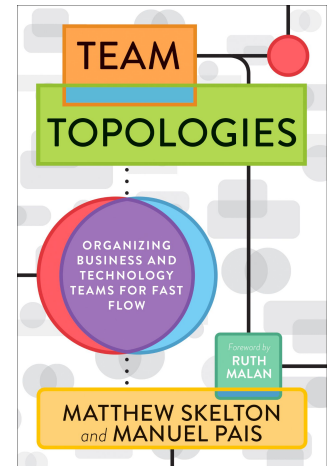 TEAM
TOPOLOGIES
ORGANIZING
BUSINESS AND
TECHNOLOGY
TEAMS FOR FAST
FLOW
Foreword by
RUTH
MALAN
MATTHEW SKELTON
and MANUEL PAIS